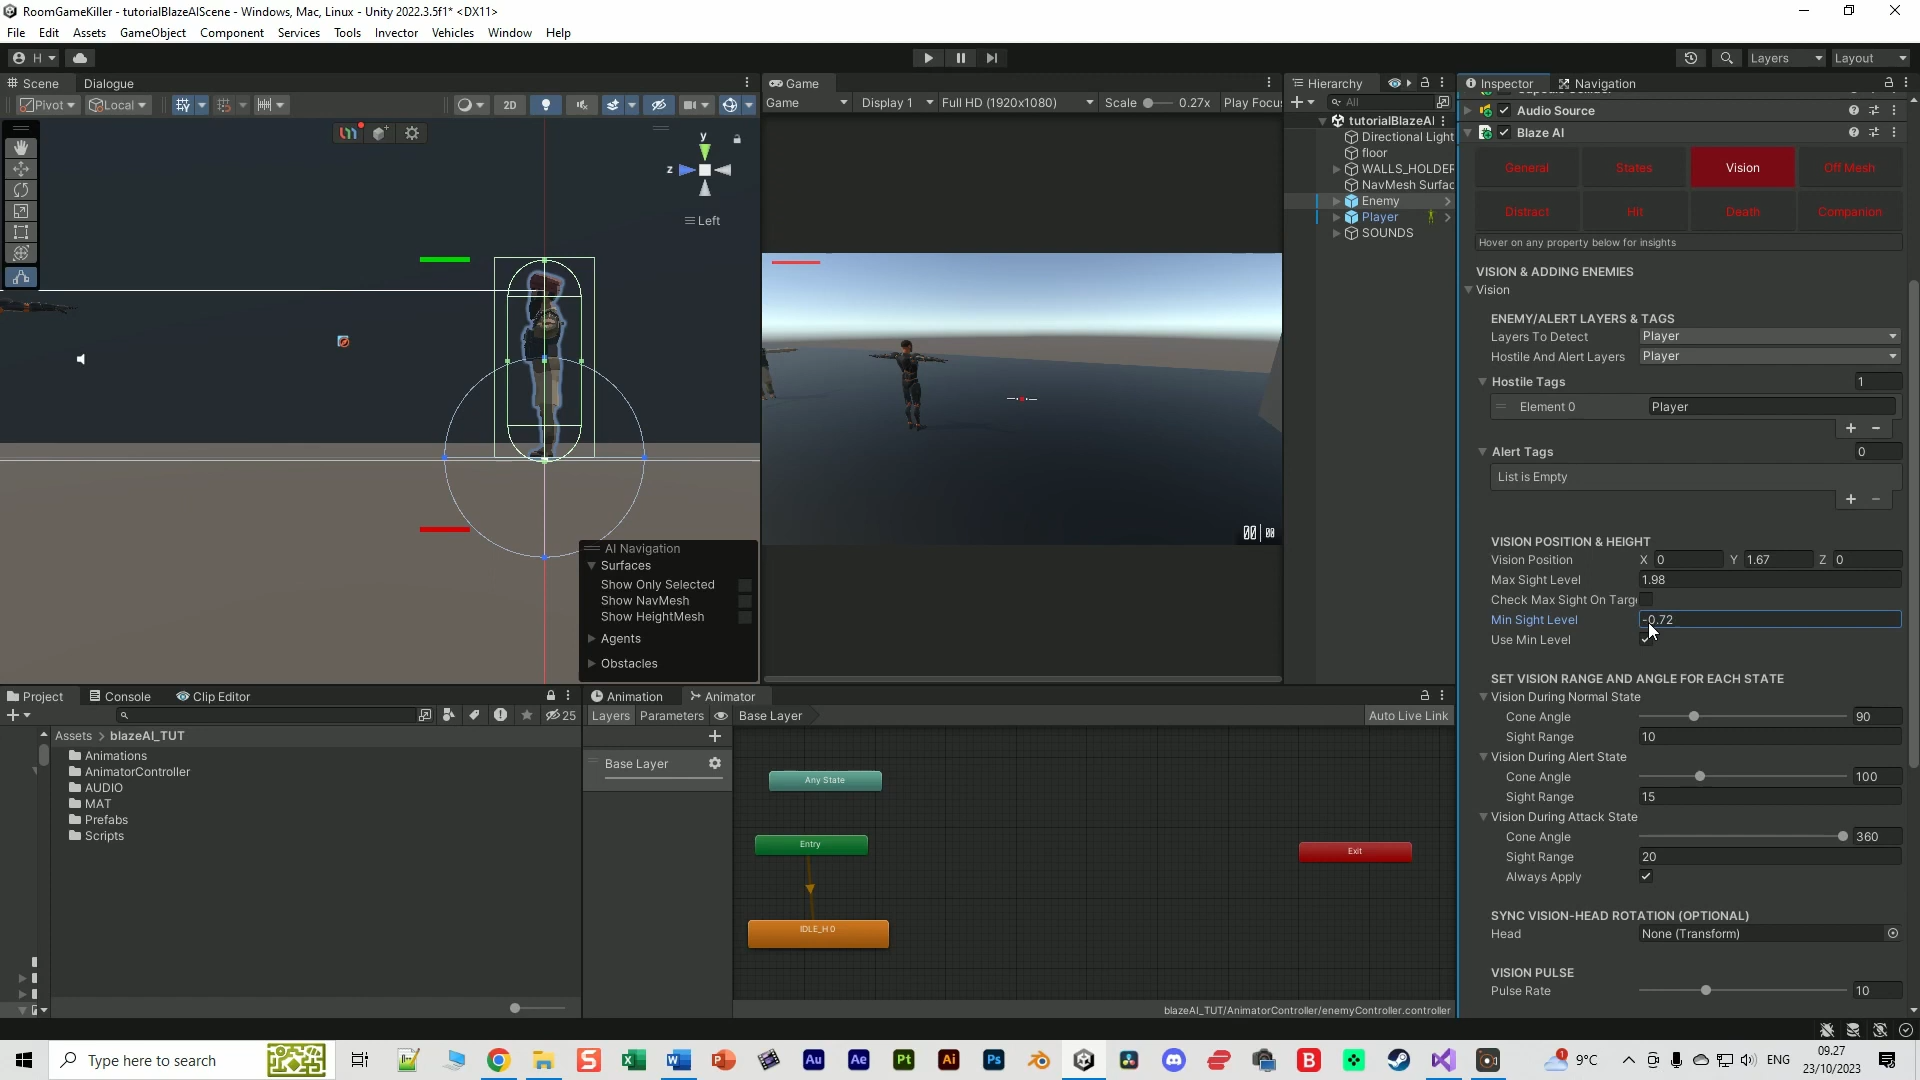 RoomGameKiller - tutorialBlazeAIScene - Windows, Mac, Linux - Unity 2022.3.5f1* <DX11>
File Edit Assets GameObject Component Services Tools Invector Vehicles Window Help
H Layers Layout
Scene Dialogue
Pivot Local 2D
y
z
Left
AI Navigation
Surfaces
Show Only Selected
Show NavMesh
Show HeightMesh
Agents
Obstacles
Game
Game Display 1 Full HD (1920x1080) Scale 0.27x Play Focu
00 00
Hierarchy
All
tutorialBlazeAI
Directional Light
floor
WALLS_HOLDER
NavMesh Surfac
Enemy
Player
SOUNDS
Inspector Navigation
Audio Source
Blaze AI
General States Vision Off Mesh
Distract Hit Death Companion
Hover on any property below for insights
VISION & ADDING ENEMIES
Vision
ENEMY/ALERT LAYERS & TAGS
Layers To Detect Player
Hostile And Alert Layers Player
Hostile Tags 1
Element 0 Player
Alert Tags 0
List is Empty
VISION POSITION & HEIGHT
Vision Position X 0 Y 1.67 Z 0
Max Sight Level 1.98
Check Max Sight On Targ
Min Sight Level -0.72
Use Min Level
SET VISION RANGE AND ANGLE FOR EACH STATE
Vision During Normal State
Cone Angle 90
Sight Range 10
Vision During Alert State
Cone Angle 100
Sight Range 15
Vision During Attack State
Cone Angle 360
Sight Range 20
Always Apply
SYNC VISION-HEAD ROTATION (OPTIONAL)
Head None (Transform)
VISION PULSE
Pulse Rate 10
Project Console Clip Editor
25
Assets > blazeAI_TUT
Animations
AnimatorController
AUDIO
MAT
Prefabs
Scripts
Animation Animator
Layers Parameters Base Layer Auto Live Link
Base Layer
Any State
Entry
Exit
IDLE_H 0
blazeAI_TUT/AnimatorController/enemyController.controller
Type here to search
Au Ae Pt Ai Ps
9°C ENG
09.27
23/10/2023